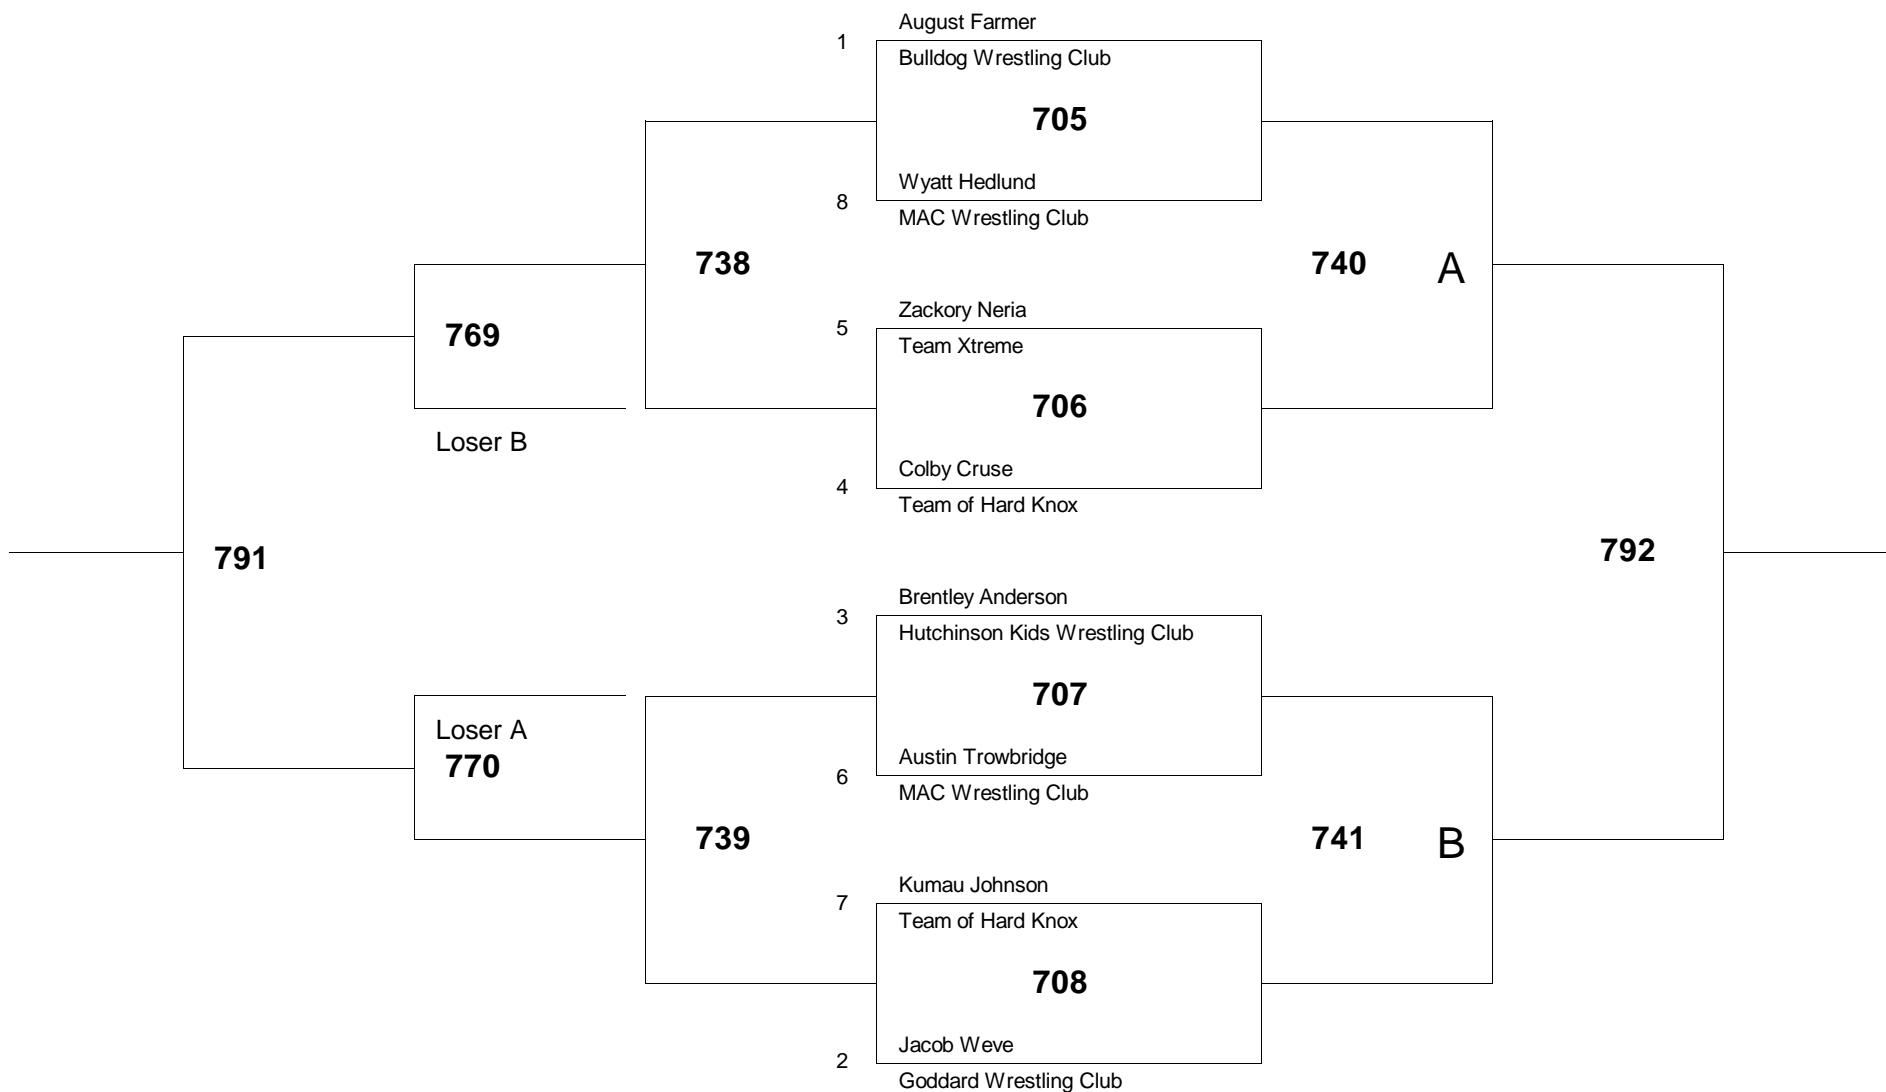 August Farmer
1
Bulldog Wrestling Club
705
Wyatt Hedlund
8
MAC Wrestling Club
738
740
A
Zackory Neria
5
769
Team Xtreme
706
Loser B
Colby Cruse
4
Team of Hard Knox
791
792
Brentley Anderson
3
Hutchinson Kids Wrestling Club
707
Loser A
770
Austin Trowbridge
6
MAC Wrestling Club
739
741
B
Kumau Johnson
7
Team of Hard Knox
708
Jacob Weve
2
Goddard Wrestling Club